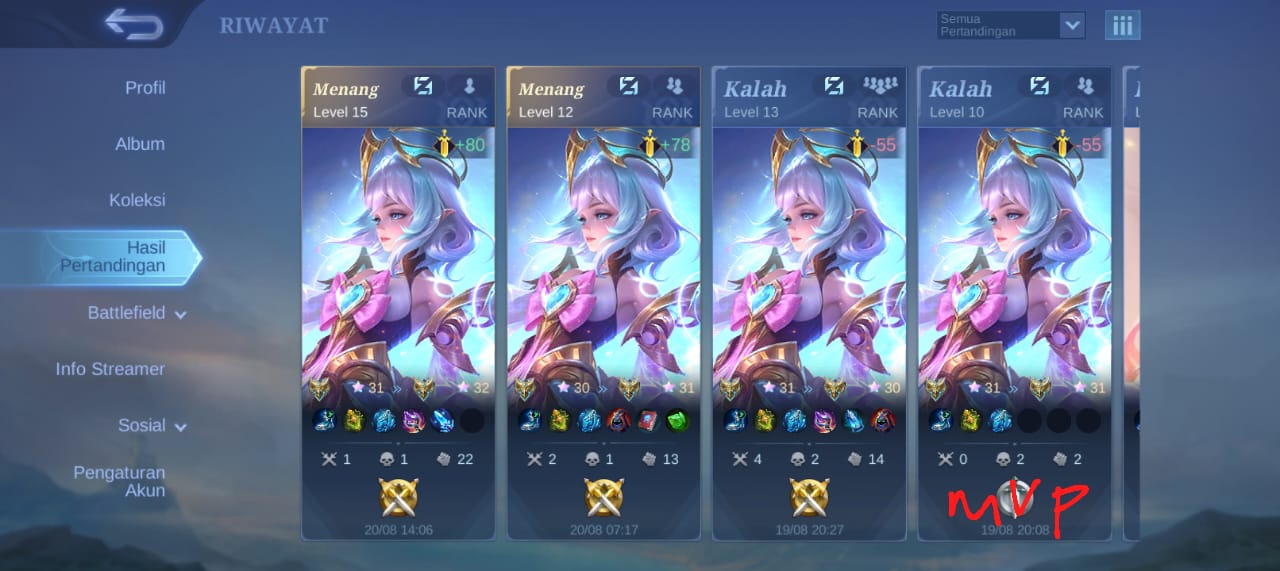 RIWAYAT
Semua
Pertandingan
Profil
Album
Koleksi
Hasil
Pertandingan
Battlefield
Info Streamer
Sosial
Pengaturan
Akun
Menang
Level 15
RANK
+80
31 » 32
1 1 22
20/08 14:06
Menang
Level 12
RANK
+78
30 » 31
2 1 13
20/08 07:17
Kalah
Level 13
RANK
-55
31 » 30
4 2 14
19/08 20:27
Kalah
Level 10
RANK
-55
31 » 31
0 2 2
mVp
19/08 20:08